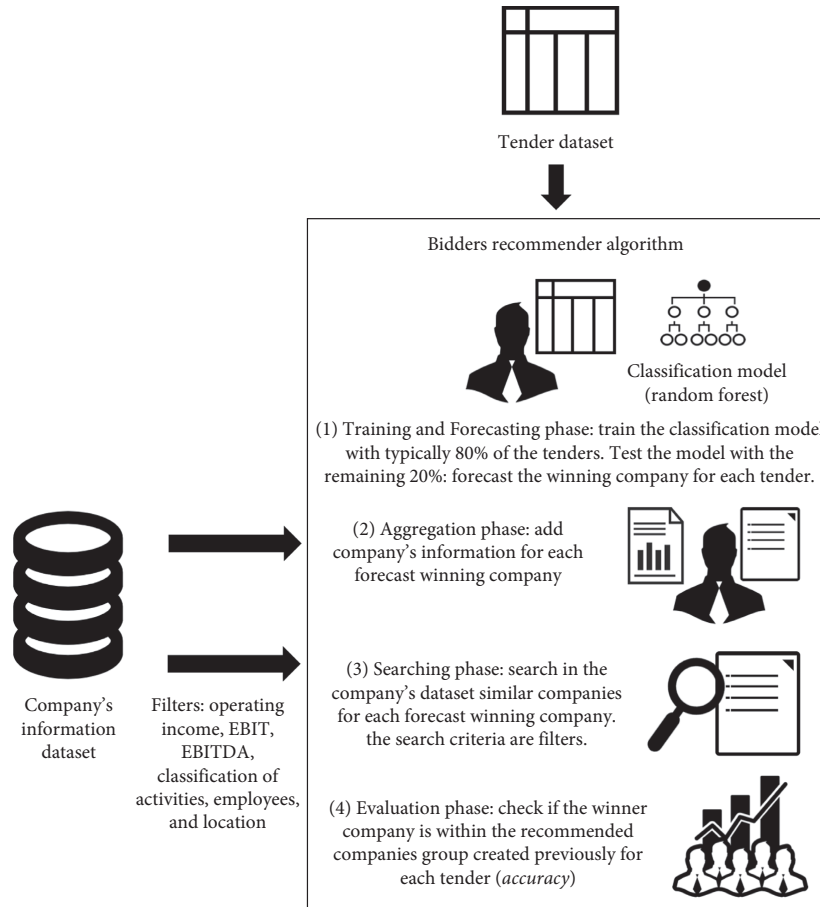 Tender dataset
Bidders recommender algorithm
Classification model
(random forest)
(1) Training and Forecasting phase: train the classification model
with typically 80% of the tenders. Test the model with the
remaining 20%: forecast the winning company for each tender.
(2) Aggregation phase: add
company's information for each
forecast winning company
(3) Searching phase: search in the
company's dataset similar companies
for each forecast winning company.
the search criteria are filters.
(4) Evaluation phase: check if the winner
company is within the recommended
companies group created previously for
each tender (accuracy)
Company's
information
dataset
Filters: operating
income, EBIT,
EBITDA,
classification of
activities, employees,
and location